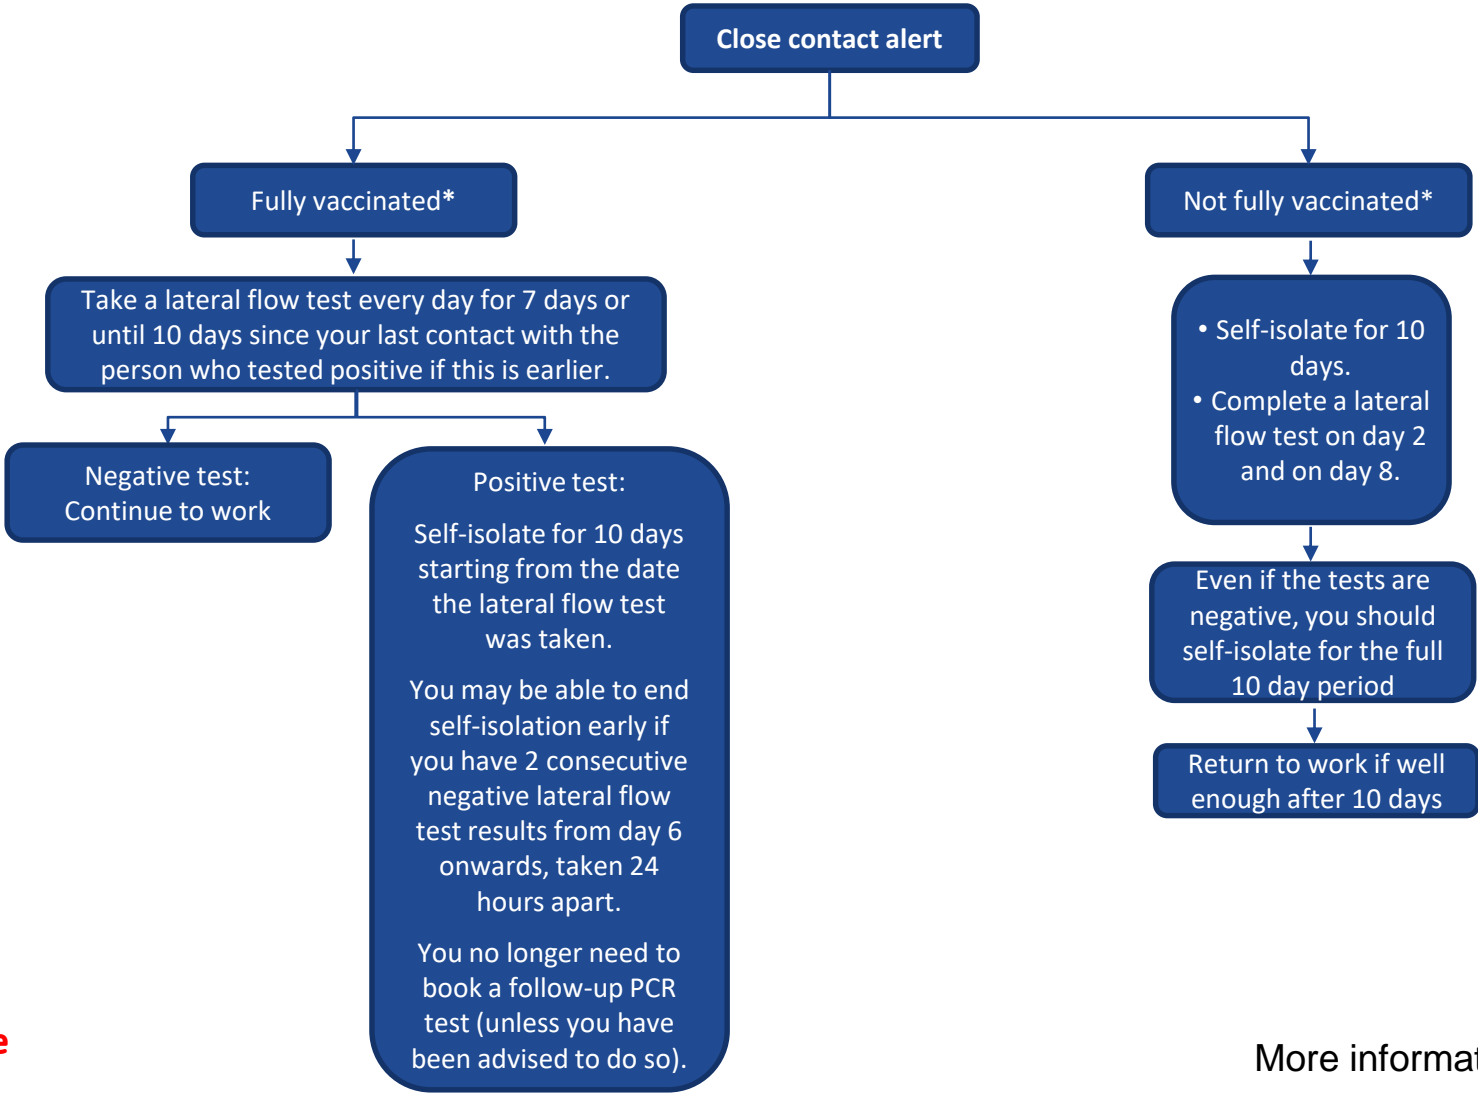 Close contact alert
Fully vaccinated*
Not fully vaccinated*
Take a lateral flow test every day for 7 days or
until 10 days since your last contact with the
person who tested positive if this is earlier.
• Self-isolate for 10
days.
• Complete a lateral
flow test on day 2
and on day 8.
Negative test:
Continue to work
Positive test:
Self-isolate for 10 days
starting from the date
the lateral flow test
was taken.
You may be able to end
self-isolation early if
you have 2 consecutive
negative lateral flow
test results from day 6
onwards, taken 24
hours apart.
You no longer need to
book a follow-up PCR
test (unless you have
been advised to do so).
Even if the tests are
negative, you should
self-isolate for the full
10 day period
Return to work if well
enough after 10 days
e
More informat